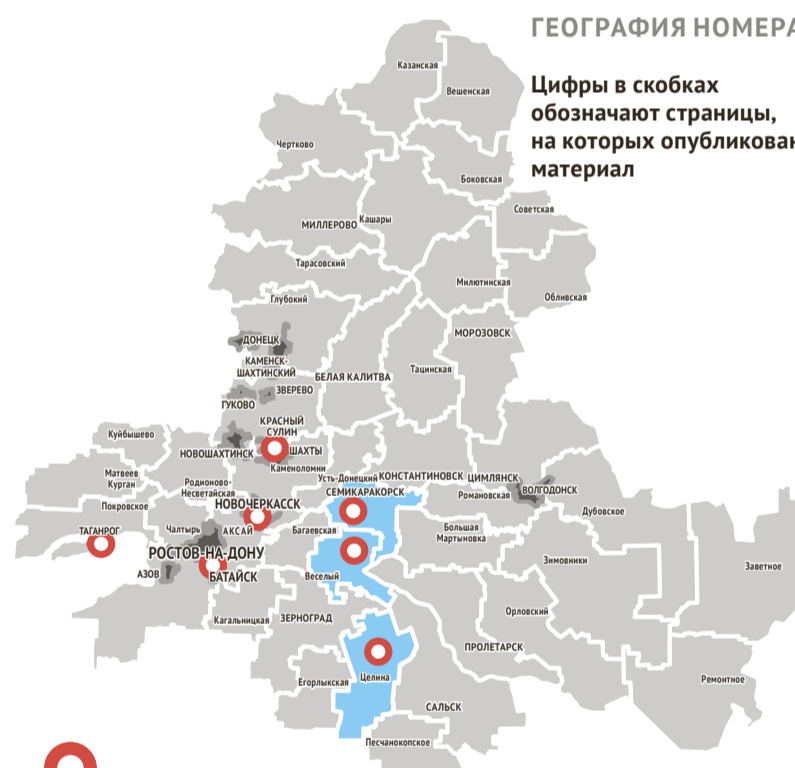 ГЕОГРАФИЯ НОМЕРА
Цифры в скобках
обозначают страницы,
на которых опубликован
материал
Казанская
Вешенская
Чертково
Боковская
Советская
МИЛЛЕРОВО
Кашары
Тарасовский
Милютинская
Обливская
Глубокий
МОРОЗОВСК
ДОНЕЦК
КАМЕНСК-
ШАХТИНСКИЙ
БЕЛАЯ КАЛИТВА
Тацинская
ЗВЕРЕВО
ГУКОВО
КРАСНЫЙ
СУЛИН
Куйбышево
НОВОШАХТИНСК
ШАХТЫ
Каменоломни
Матвеев
Курган
Родионово-
Несветайская
Усть-Донецкий
КОНСТАНТИНОВСК
ЦИМЛЯНСК
СЕМИКАРАКОРСК
Романовская
ВОЛГОДОНСК
Покровское
НОВОЧЕРКАССК
Дубовское
ТАГАНРОГ
Чалтырь
АКСАЙ
Багаевская
Большая
Мартыновка
РОСТОВ-НА-ДОНУ
Зимовники
Заветное
АЗОВ
БАТАЙСК
Веселый
Кагальницкая
ЗЕРНОГРАД
Орловский
ПРОЛЕТАРСК
Егорлыкская
Целина
Ремонтное
САЛЬСК
Песчанокопское